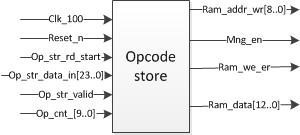 Clk_100
Reset_n
Op_str_rd_start
Op_str_data_in[23..0]
Op_str_valid
Op_cnt_[9..0]
Opcode
store
Ram_addr_wr[8..0]
Mng_en
Ram_we_er
Ram_data[12..0]